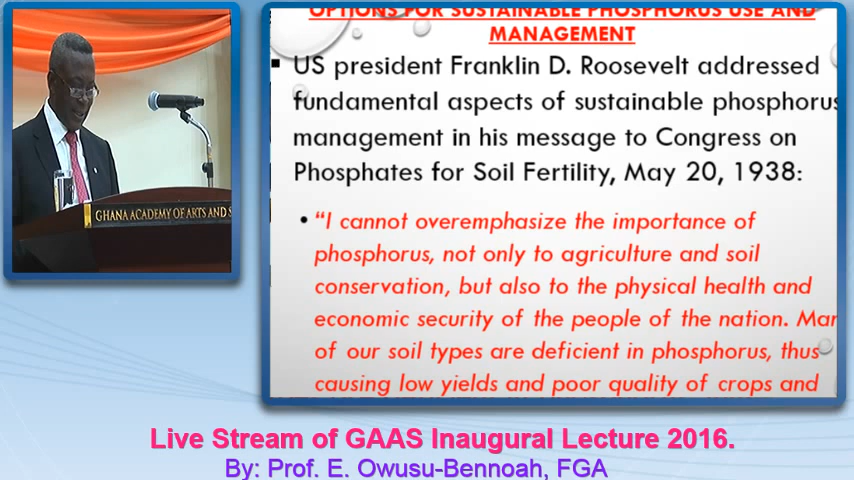 GHANA ACADEMY OF ARTS AND S
OPTIONS FOR SUSTAINABLE PHOSPHORUS USE AND
MANAGEMENT
US president Franklin D. Roosevelt addressed
fundamental aspects of sustainable phosphorus
management in his message to Congress on
Phosphates for Soil Fertility, May 20, 1938:
• “I cannot overemphasize the importance of
phosphorus, not only to agriculture and soil
conservation, but also to the physical health and
economic security of the people of the nation. Man
of our soil types are deficient in phosphorus, thus
causing low yields and poor quality of crops and
Live Stream of GAAS Inaugural Lecture 2016.
By: Prof. E. Owusu-Bennoah, FGA